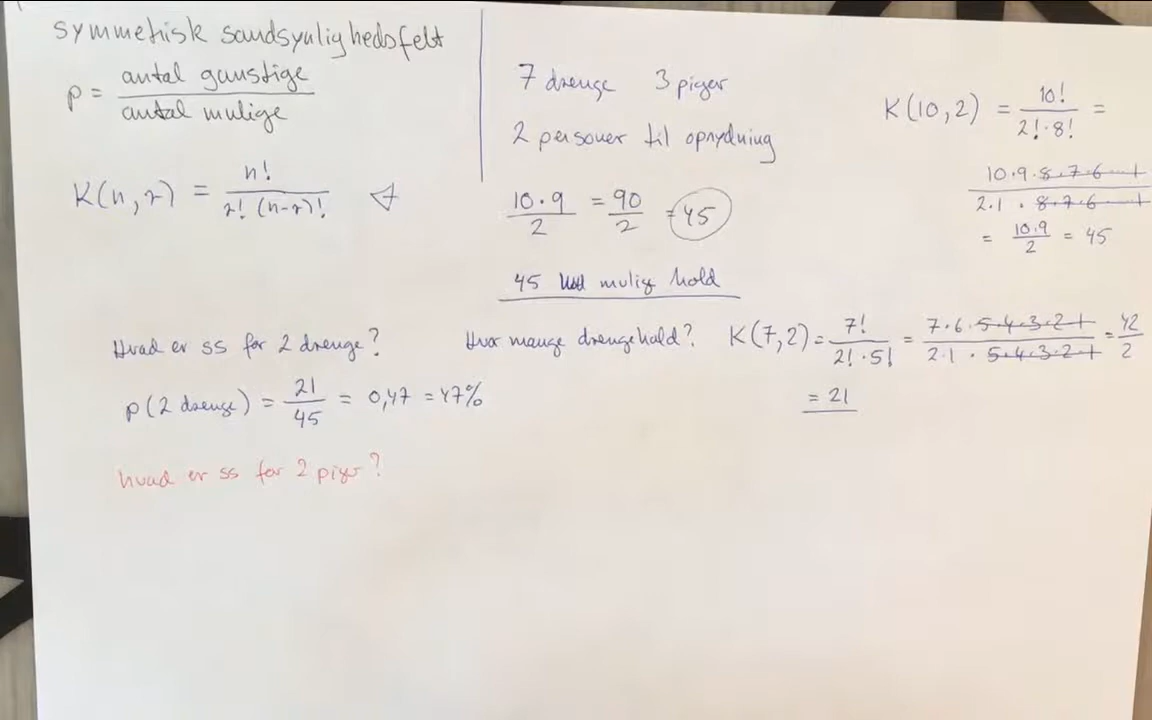 symmetrisk sandsynlighedsfelt
p = antal gunstige / antal mulige
K(n,r) = n! / r! (n-r)!
7 drenge 3 piger
2 personer til oprydning
10·9 / 2 = 90 / 2 = 45
45 mulig hold
K(10,2) = 10! / 2!·8! =
10·9·8·7·6 ... 1 / 2·1 · 8·7·6 ... 1
= 10·9 / 2 = 45
Hvad er ss for 2 drenge?
p(2 drenge) = 21 / 45 = 0,47 = 47%
Hvor mange drengehold? K(7,2) = 7! / 2!·5! = 7·6·5·4·3·2·1 / 2·1 · 5·4·3·2·1 = 42 / 2
= 21
hvad er ss for 2 piger?